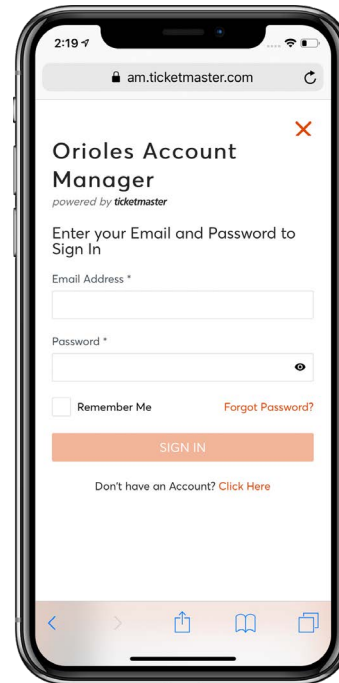 2:19
am.ticketmaster.com
Orioles Account
Manager
powered by ticketmaster
Enter your Email and Password to
Sign In
Email Address *
Password *
Remember Me
Forgot Password?
SIGN IN
Don't have an Account? Click Here